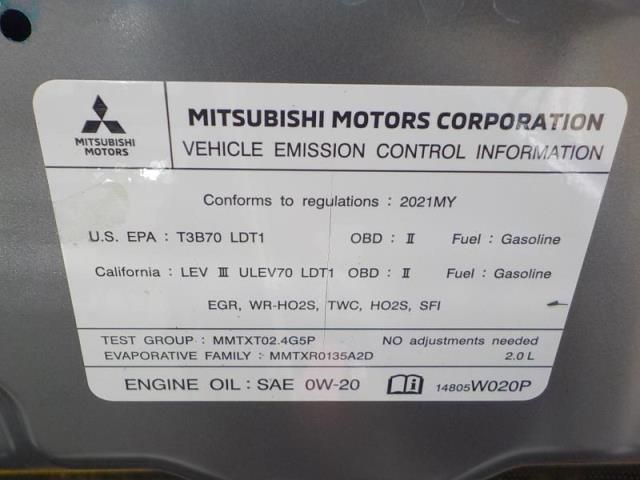 MITSUBISHI MOTORS CORPORATION
MITSUBISHI
MOTORS
VEHICLE EMISSION CONTROL INFORMATION
Conforms to regulations : 2021MY
U.S. EPA : T3B70 LDT1 OBD : II Fuel : Gasoline
California : LEV III ULEV70 LDT1 OBD : II Fuel : Gasoline
EGR, WR-HO2S, TWC, HO2S, SFI
TEST GROUP : MMTXT02.4G5P NO adjustments needed
EVAPORATIVE FAMILY : MMTXR0135A2D 2.0 L
ENGINE OIL : SAE 0W-20 14805W020P